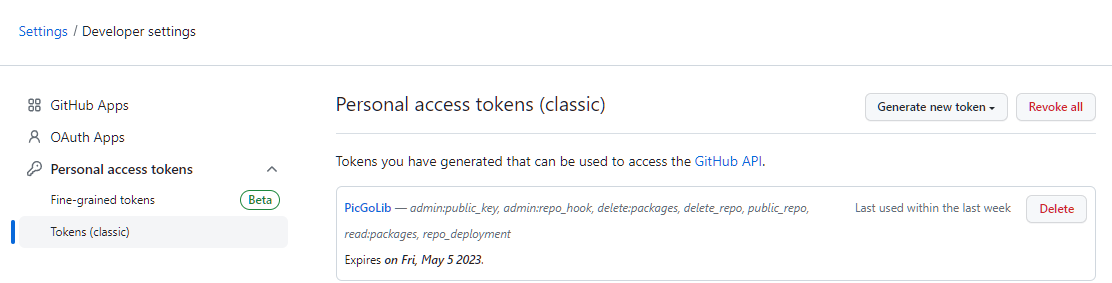 Settings / Developer settings
GitHub Apps
OAuth Apps
Personal access tokens
Fine-grained tokens Beta
Tokens (classic)
Personal access tokens (classic) Generate new token Revoke all
Tokens you have generated that can be used to access the GitHub API.
PicGoLib — admin:public_key, admin:repo_hook, delete:packages, delete_repo, public_repo, Last used within the last week Delete
read:packages, repo_deployment
Expires on Fri, May 5 2023.